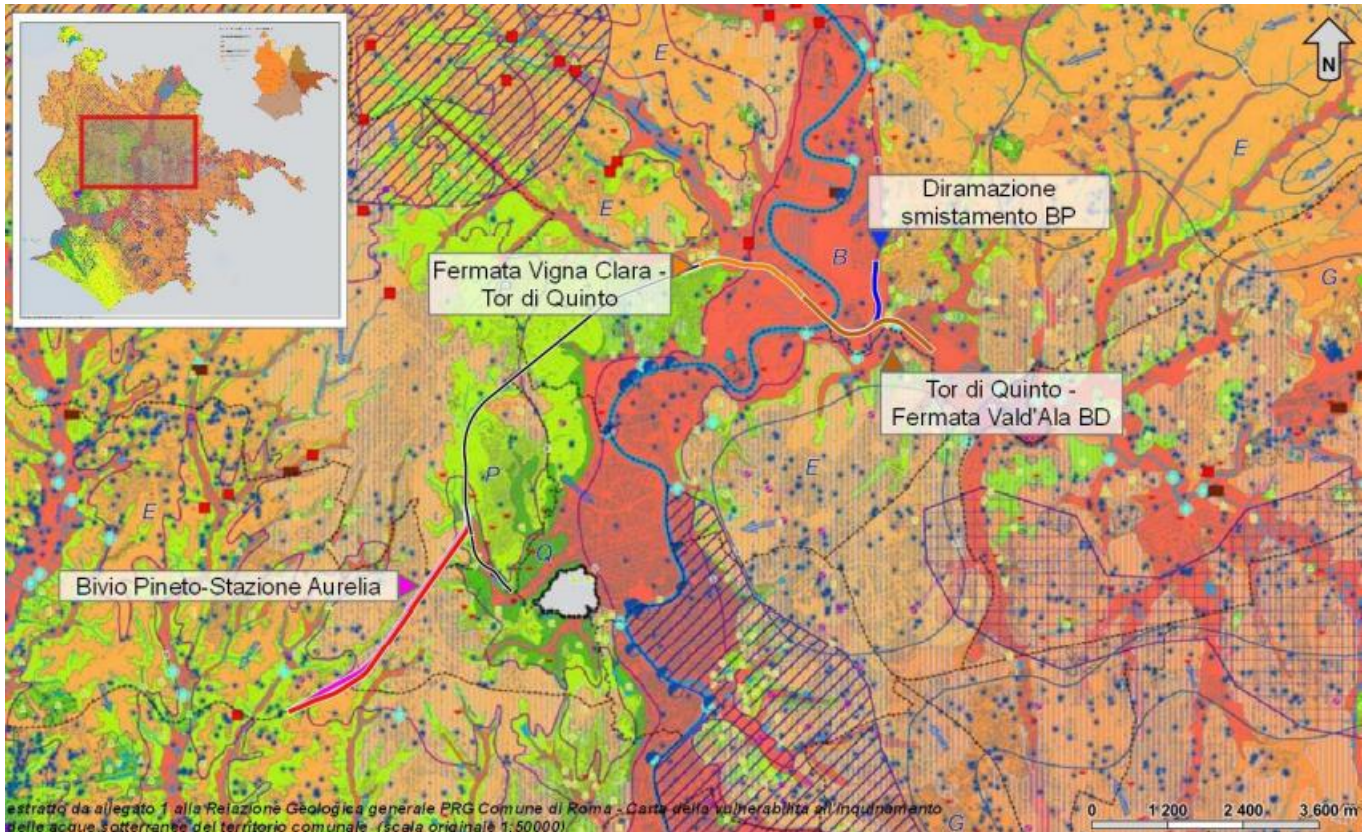 N
E
E
Diramazione
smistamento BP
E
B
Fermata Vigna Clara -
Tor di Quinto
G
Tor di Quinto -
Fermata Vald'Ala BD
P
E
E
Q
Bivio Pineto-Stazione Aurelia
estratto da allegato 1 alla Relazione Geologica generale PRG Comune di Roma - Carta della vulnerabilità all'inquinamento
delle acque sotterranee del territorio comunale (scala originale 1:50000)
0 1 200 2 400 3 600 m
G